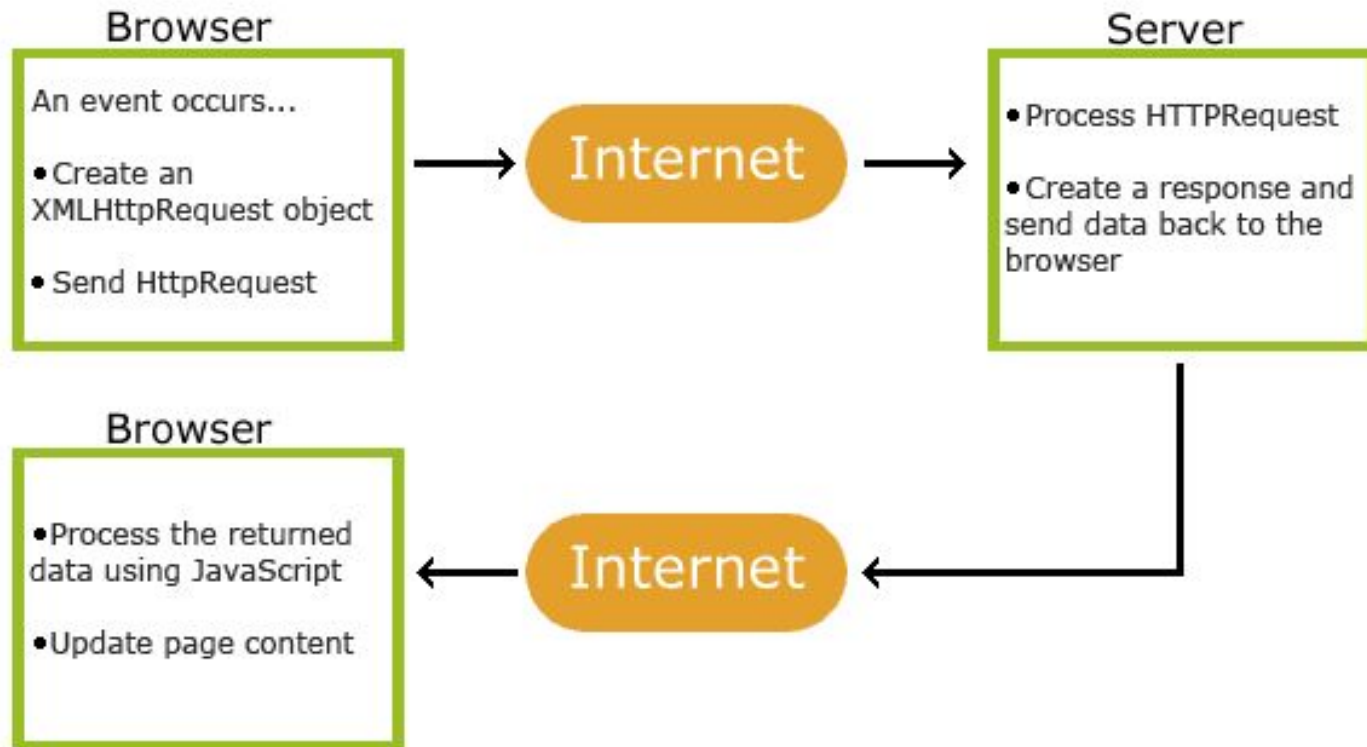 Browser
An event occurs...
•Create an
XMLHttpRequest object
• Send HttpRequest
Internet
Server
•Process HTTPRequest
•Create a response and
send data back to the
browser
Internet
Browser
•Process the returned
data using JavaScript
•Update page content